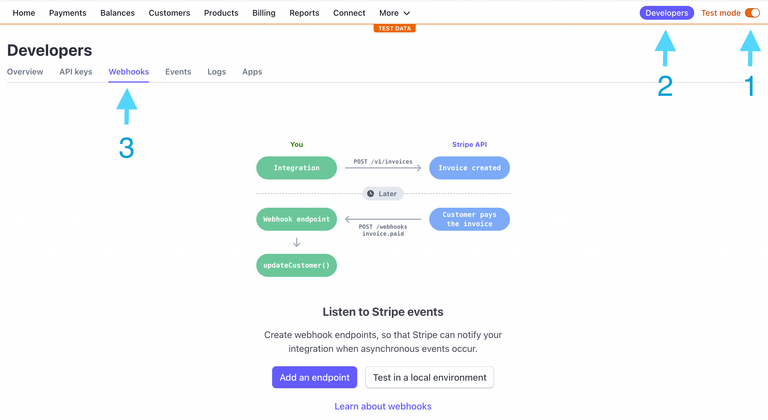 Home Payments Balances Customers Products Billing Reports Connect More Developers Test mode
TEST DATA
Developers
Overview API keys Webhooks Events Logs Apps
1
2
3
You Stripe API
Integration POST /v1/invoices Invoice created
Later
Webhook endpoint POST /webhooks invoice.paid Customer pays the invoice
updateCustomer()
Listen to Stripe events
Create webhook endpoints, so that Stripe can notify your
integration when asynchronous events occur.
Add an endpoint Test in a local environment
Learn about webhooks